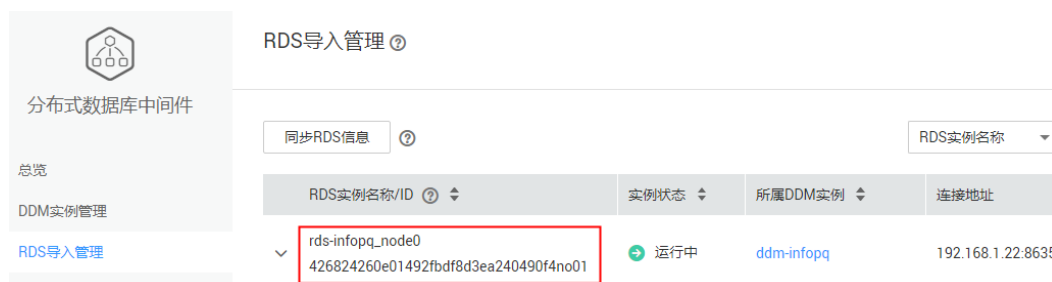 RDS导入管理
分布式数据库中间件
同步RDS信息
RDS实例名称
总览
RDS实例名称/ID 实例状态 所属DDM实例 连接地址
DDM实例管理
RDS导入管理
rds-infopq_node0
运行中 ddm-infopq 192.168.1.22:8635
426824260e01492fbdf8d3ea240490f4no01